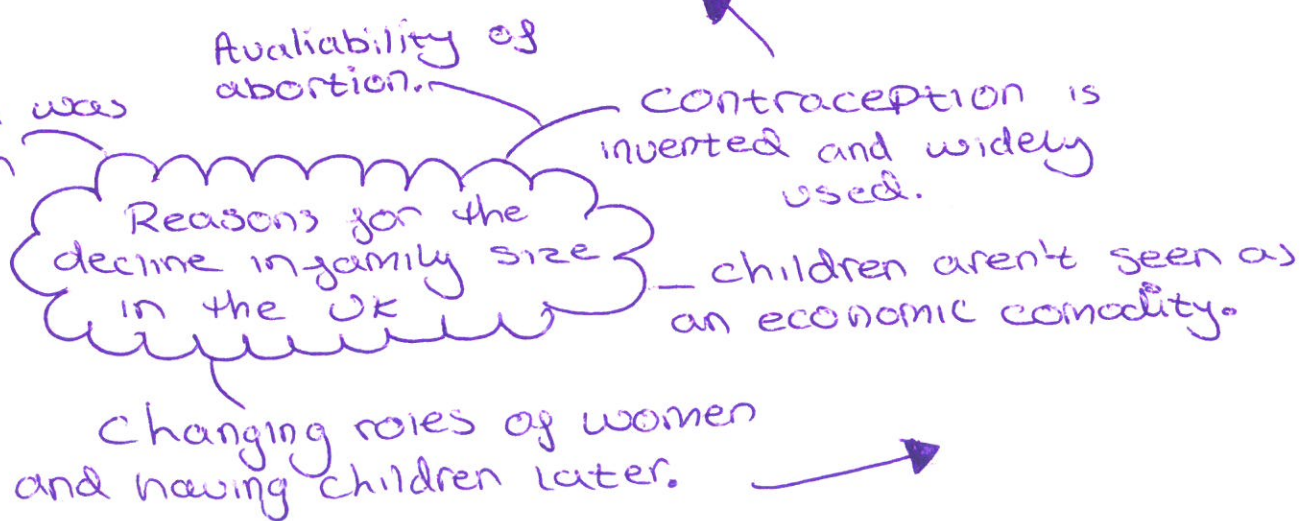 Avaliability of
abortion.
was
contraception is
invented and widely
used.
Reasons for the
decline in family size
in the UK
children aren't seen as
an economic comodity.
Changing roles of women
and having children later.